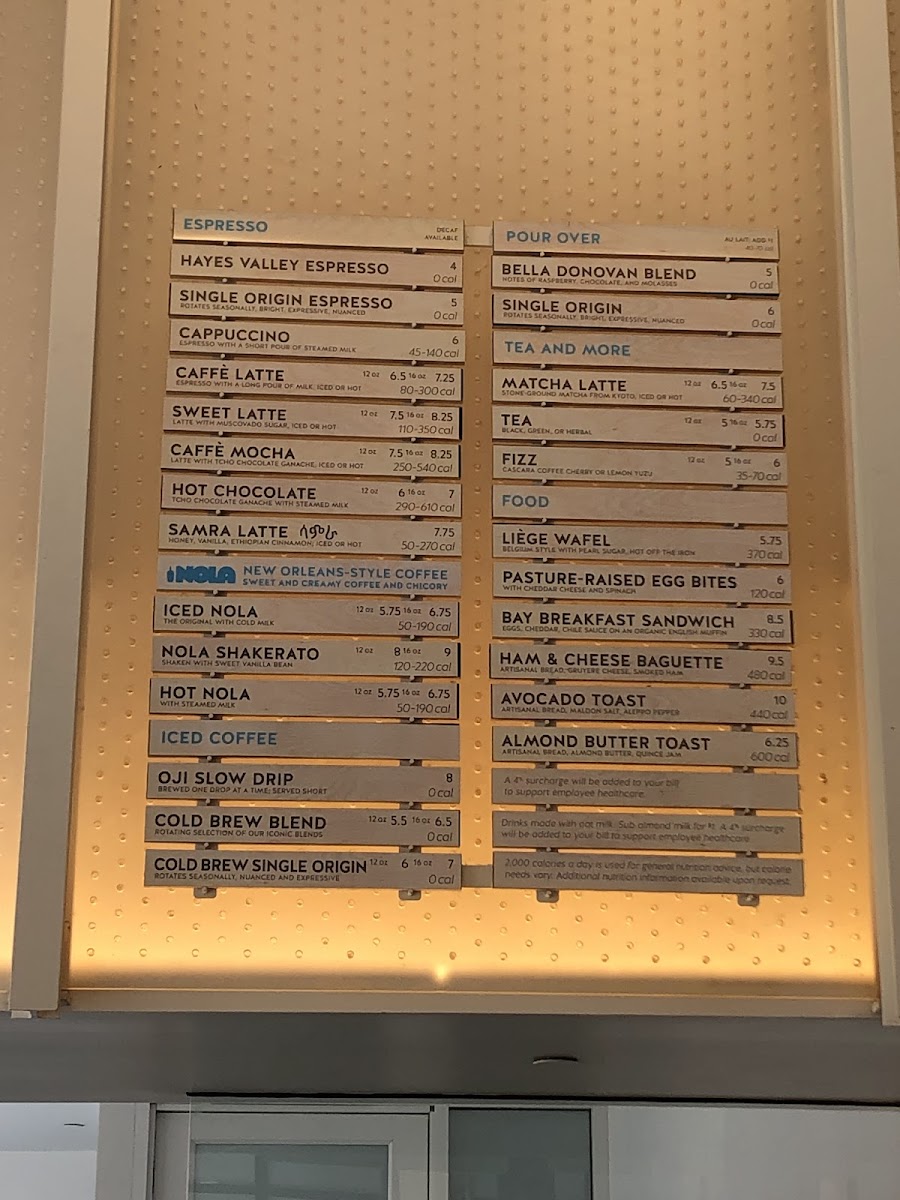 ESPRESSO
DECAF
AVAILABLE
HAYES VALLEY ESPRESSO 4
0 cal
SINGLE ORIGIN ESPRESSO 5
ROTATES SEASONALLY, BRIGHT, EXPRESSIVE, NUANCED 0 cal
CAPPUCCINO 6
ESPRESSO WITH A SHORT POUR OF STEAMED MILK 45-140 cal
CAFFÈ LATTE 12 oz 6.5 16 oz 7.25
ESPRESSO WITH A LONG POUR OF MILK, ICED OR HOT 80-300 cal
SWEET LATTE 12 oz 7.5 16 oz 8.25
LATTE WITH MUSCOVADO SUGAR, ICED OR HOT 110-350 cal
CAFFÈ MOCHA 12 oz 7.5 16 oz 8.25
LATTE WITH TCHO CHOCOLATE GANACHE, ICED OR HOT 250-540 cal
HOT CHOCOLATE 12 oz 6 16 oz 7
TCHO CHOCOLATE GANACHE WITH STEAMED MILK 290-610 cal
SAMRA LATTE ሳምራ 7.75
HONEY, VANILLA, ETHIOPIAN CINNAMON, ICED OR HOT 50-270 cal
NOLA NEW ORLEANS-STYLE COFFEE
SWEET AND CREAMY COFFEE AND CHICORY
ICED NOLA 12 oz 5.75 16 oz 6.75
THE ORIGINAL WITH COLD MILK 50-190 cal
NOLA SHAKERATO 12 oz 8 16 oz 9
SHAKEN WITH SWEET VANILLA BEAN 120-220 cal
HOT NOLA 12 oz 5.75 16 oz 6.75
WITH STEAMED MILK 50-190 cal
ICED COFFEE
OJI SLOW DRIP 8
BREWED ONE DROP AT A TIME; SERVED SHORT 0 cal
COLD BREW BLEND 12 oz 5.5 16 oz 6.5
ROTATING SELECTION OF OUR ICONIC BLENDS 0 cal
COLD BREW SINGLE ORIGIN 12 oz 6 16 oz 7
ROTATES SEASONALLY, NUANCED AND EXPRESSIVE 0 cal
POUR OVER
AU LAIT: ADD $1
BELLA DONOVAN BLEND 5
NOTES OF RASPBERRY, CHOCOLATE, AND MOLASSES 0 cal
SINGLE ORIGIN 6
ROTATES SEASONALLY, BRIGHT, EXPRESSIVE, NUANCED 0 cal
TEA AND MORE
MATCHA LATTE 12 oz 6.5 16 oz 7.5
STONE-GROUND MATCHA FROM KYOTO, ICED OR HOT 60-340 cal
TEA 12 oz 5 16 oz 5.75
BLACK, GREEN, OR HERBAL 0 cal
FIZZ 12 oz 5 16 oz 6
CASCARA COFFEE CHERRY OR LEMON YUZU 35-70 cal
FOOD
LIÈGE WAFEL 5.75
BELGIUM STYLE WITH PEARL SUGAR, HOT OFF THE IRON 370 cal
PASTURE-RAISED EGG BITES 6
WITH CHEDDAR CHEESE AND SPINACH 120 cal
BAY BREAKFAST SANDWICH 8.5
EGGS, CHEDDAR, CHILE SAUCE ON AN ORGANIC ENGLISH MUFFIN 330 cal
HAM & CHEESE BAGUETTE 9.5
ARTISANAL BREAD, GRUYERE CHEESE, SMOKED HAM 480 cal
AVOCADO TOAST 10
ARTISANAL BREAD, MALDON SALT, ALEPPO PEPPER 440 cal
ALMOND BUTTER TOAST 6.25
ARTISANAL BREAD, ALMOND BUTTER, QUINCE JAM 600 cal
A 4% surcharge will be added to your bill
to support employee healthcare.
Drinks made with oat milk. Sub almond milk for $1. A 4% surcharge
will be added to your bill to support employee healthcare.
2,000 calories a day is used for general nutrition advice, but calorie
needs vary. Additional nutrition information available upon request.